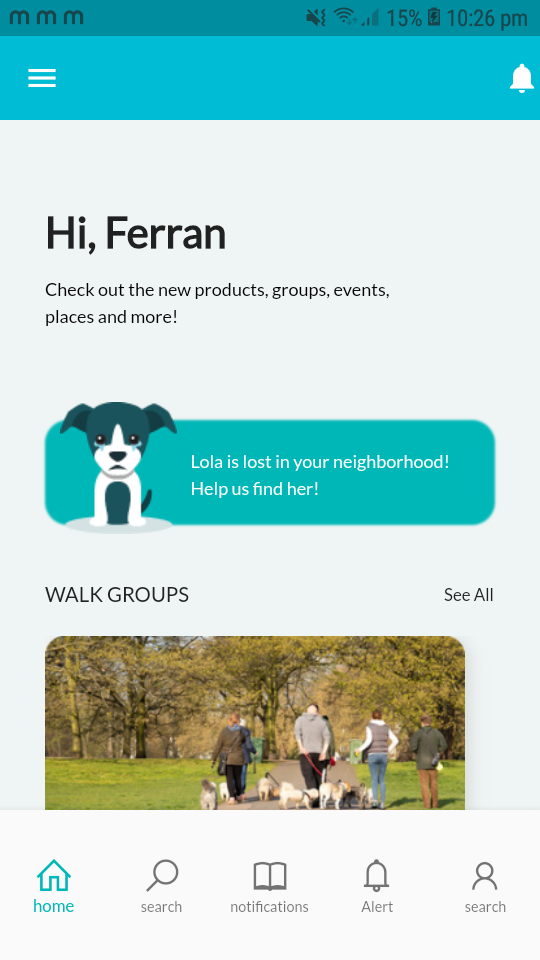 m m m 15% 10:26 pm
Hi, Ferran
Check out the new products, groups, events,
places and more!
Lola is lost in your neighborhood!
Help us find her!
WALK GROUPS See All
home search notifications Alert search